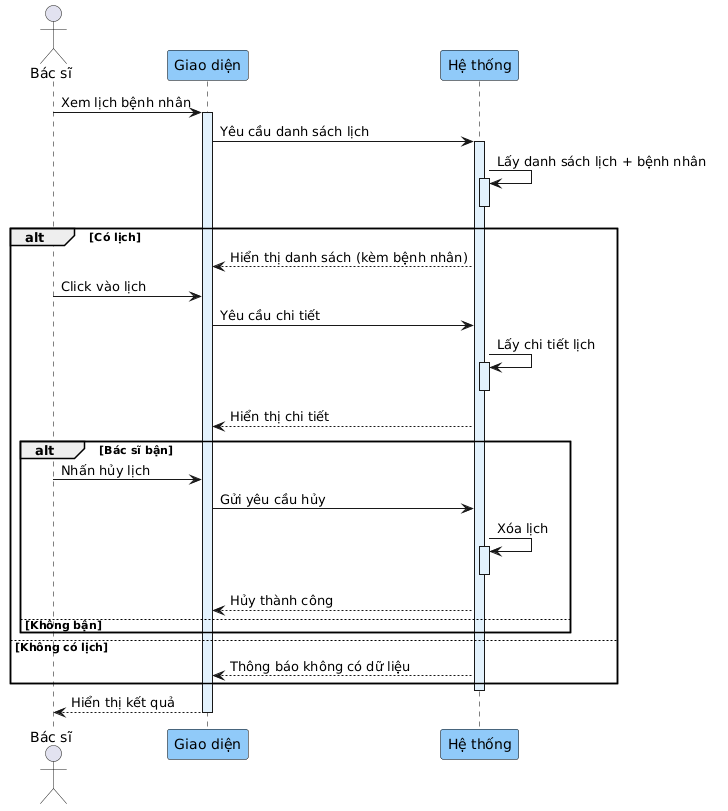 Bác sĩ
Giao diện
Hệ thống
Xem lịch bệnh nhân
Yêu cầu danh sách lịch
Lấy danh sách lịch + bệnh nhân
alt [Có lịch]
Hiển thị danh sách (kèm bệnh nhân)
Click vào lịch
Yêu cầu chi tiết
Lấy chi tiết lịch
Hiển thị chi tiết
alt [Bác sĩ bận]
Nhấn hủy lịch
Gửi yêu cầu hủy
Xóa lịch
Hủy thành công
[Không bận]
[Không có lịch]
Thông báo không có dữ liệu
Hiển thị kết quả
Bác sĩ
Giao diện
Hệ thống